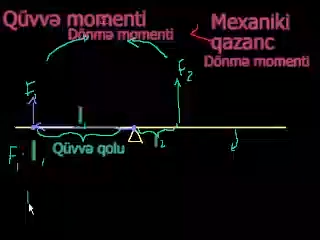 Qüvvə momenti
Dönmə momenti
Mexaniki
qazanc
Dönmə momenti
F₂
F
l
l₂
Qüvvə qolu
F₁ · l₁